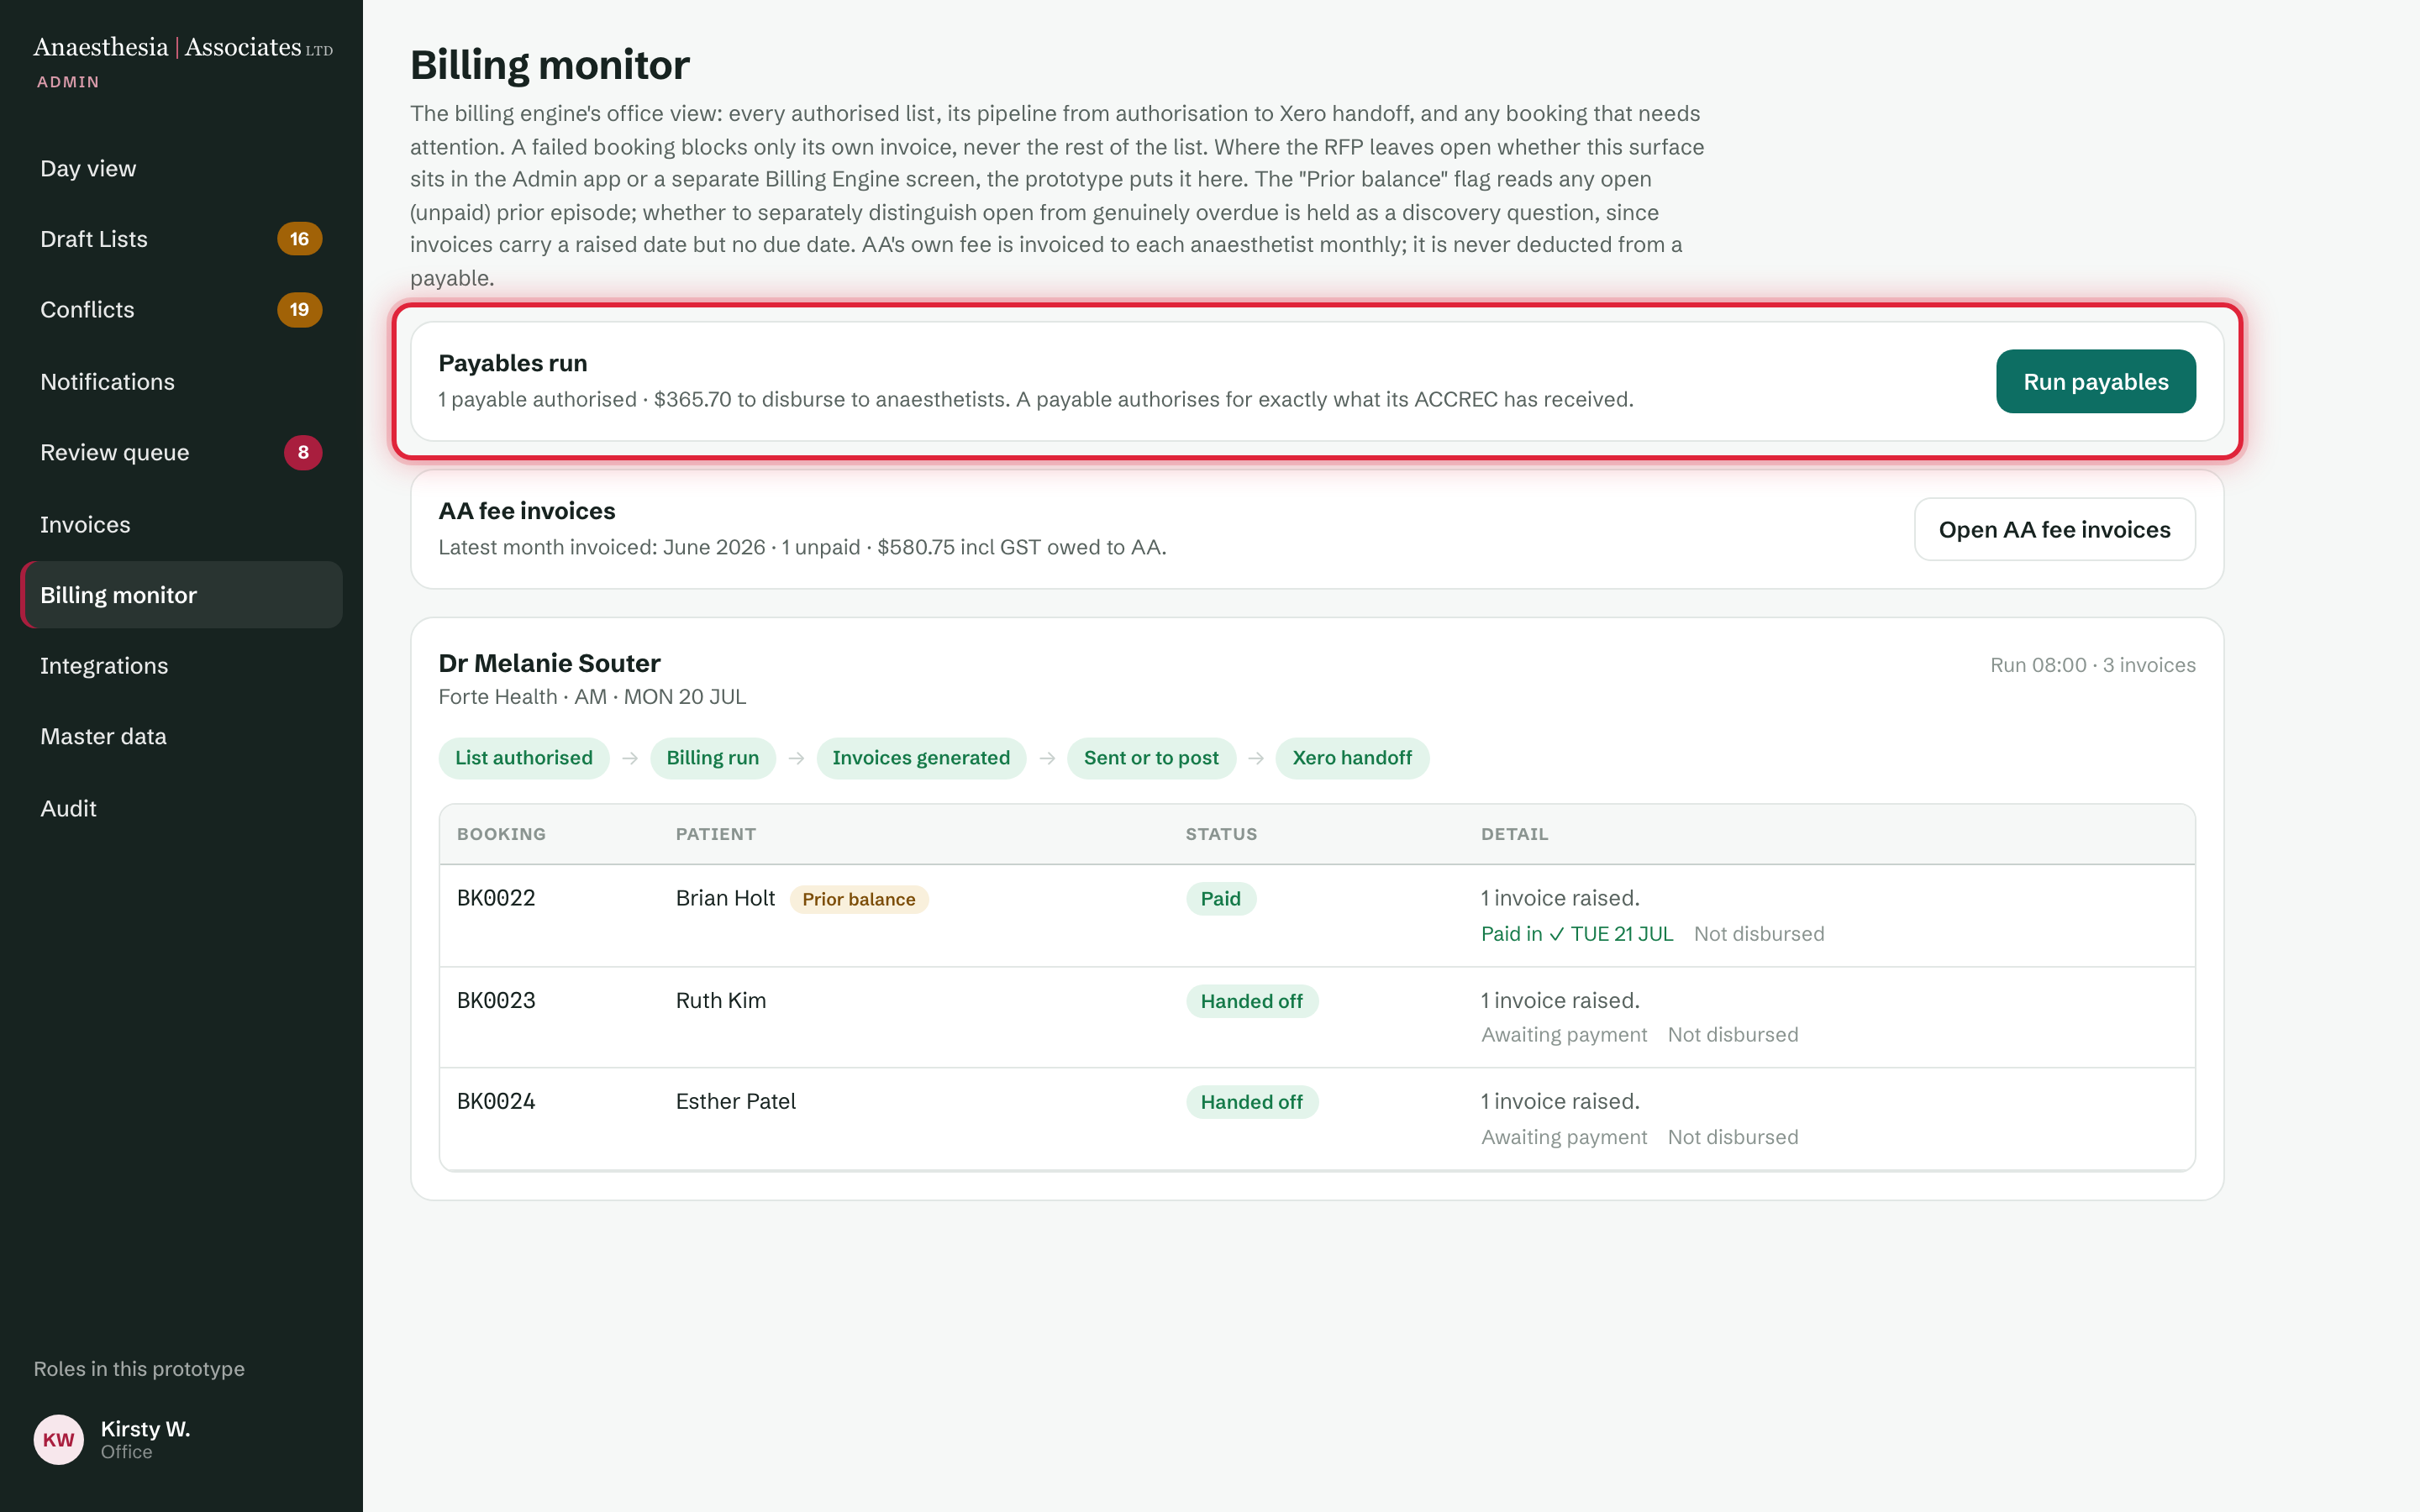 Anaesthesia | Associates LTD
ADMIN
Day view
Draft Lists 16
Conflicts 19
Notifications
Review queue 8
Invoices
Billing monitor
Integrations
Master data
Audit
Roles in this prototype
KW
Kirsty W.
Office
Billing monitor
The billing engine's office view: every authorised list, its pipeline from authorisation to Xero handoff, and any booking that needs
attention. A failed booking blocks only its own invoice, never the rest of the list. Where the RFP leaves open whether this surface
sits in the Admin app or a separate Billing Engine screen, the prototype puts it here. The "Prior balance" flag reads any open
(unpaid) prior episode; whether to separately distinguish open from genuinely overdue is held as a discovery question, since
invoices carry a raised date but no due date. AA's own fee is invoiced to each anaesthetist monthly; it is never deducted from a
payable.
Payables run
1 payable authorised · $365.70 to disburse to anaesthetists. A payable authorises for exactly what its ACCREC has received.
Run payables
AA fee invoices
Latest month invoiced: June 2026 · 1 unpaid · $580.75 incl GST owed to AA.
Open AA fee invoices
Dr Melanie Souter
Run 08:00 · 3 invoices
Forte Health · AM · MON 20 JUL
List authorised → Billing run → Invoices generated → Sent or to post → Xero handoff
BOOKING PATIENT STATUS DETAIL
BK0022 Brian Holt Prior balance Paid 1 invoice raised.
Paid in ✓ TUE 21 JUL Not disbursed
BK0023 Ruth Kim Handed off 1 invoice raised.
Awaiting payment Not disbursed
BK0024 Esther Patel Handed off 1 invoice raised.
Awaiting payment Not disbursed